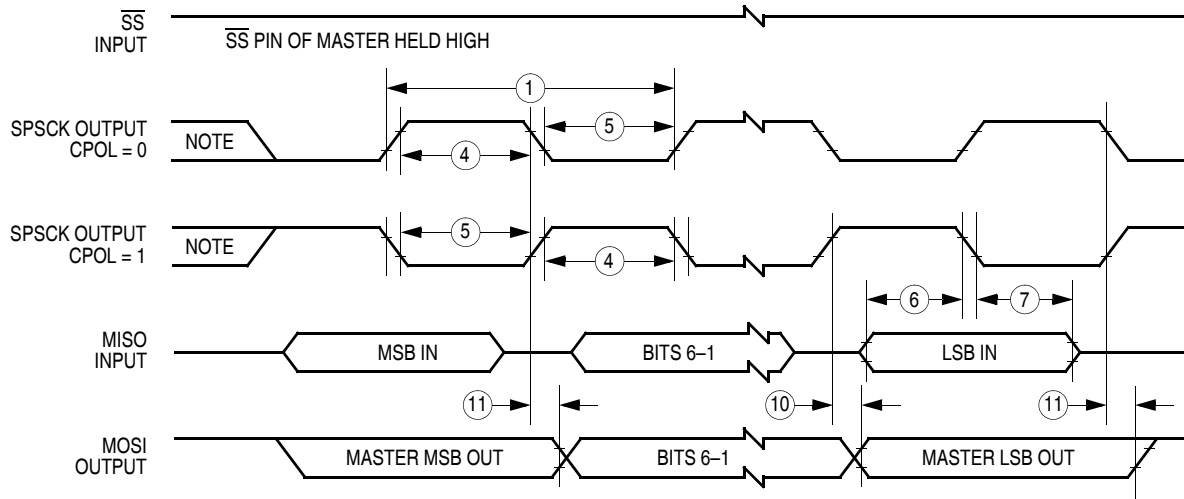 SS
INPUT
SS PIN OF MASTER HELD HIGH
1
SPSCK OUTPUT
CPOL = 0
NOTE
5
4
SPSCK OUTPUT
CPOL = 1
NOTE
5
4
6
7
MISO
INPUT
MSB IN
BITS 6–1
LSB IN
11
10
11
MOSI
OUTPUT
MASTER MSB OUT
BITS 6–1
MASTER LSB OUT